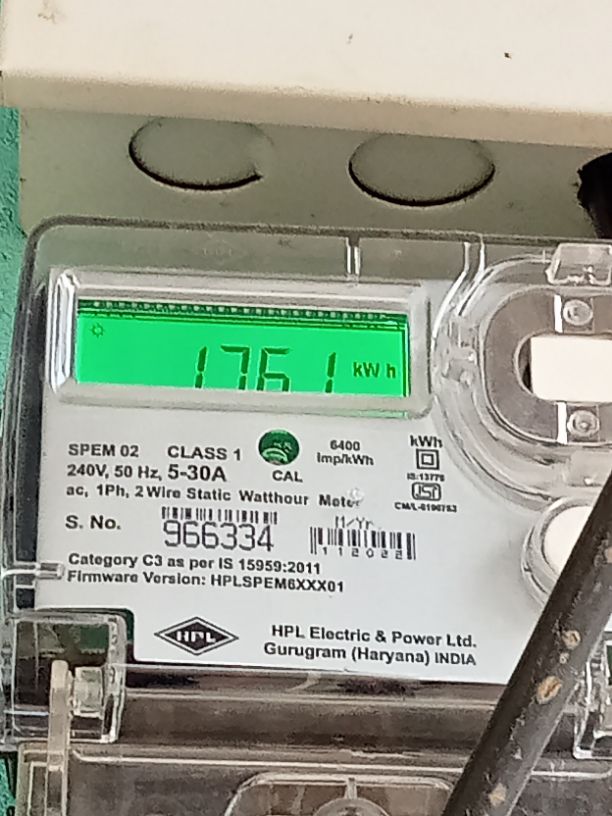 1761 kWh
SPEM 02 CLASS 1 6400 kWh
240V, 50 Hz, 5-30A CAL Imp/kWh
ac, 1Ph, 2 Wire Static Watthour Meter
S. No. 966334 M/Yr.
112022
Category C3 as per IS 15959:2011
Firmware Version: HPLSPEM6XXX01
HPL HPL Electric & Power Ltd.
Gurugram (Haryana) INDIA